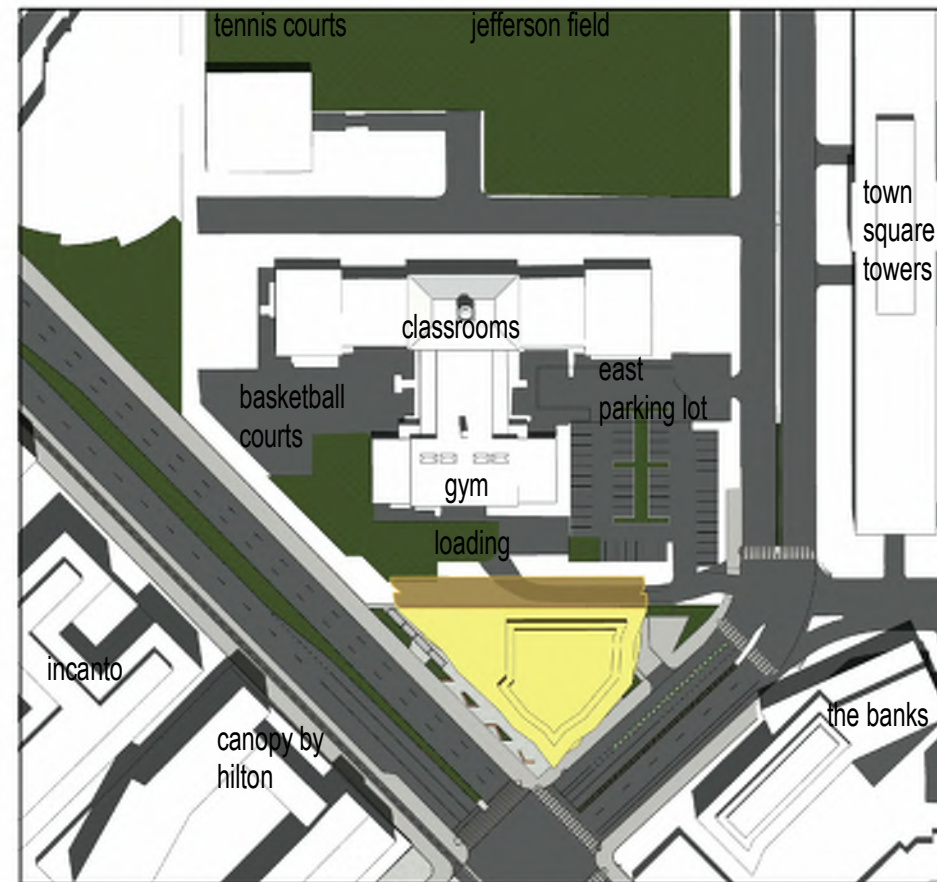 tennis courts
jefferson field
town
square
towers
classrooms
east
parking lot
basketball
courts
gym
loading
incanto
canopy by
hilton
the banks